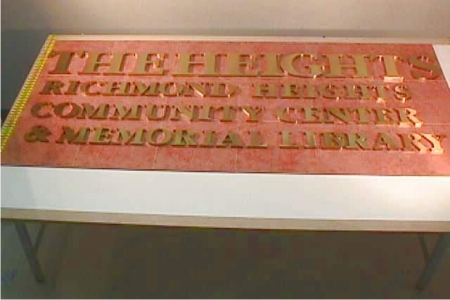 THE HEIGHTS
RICHMOND HEIGHTS
COMMUNITY CENTER
& MEMORIAL LIBRARY